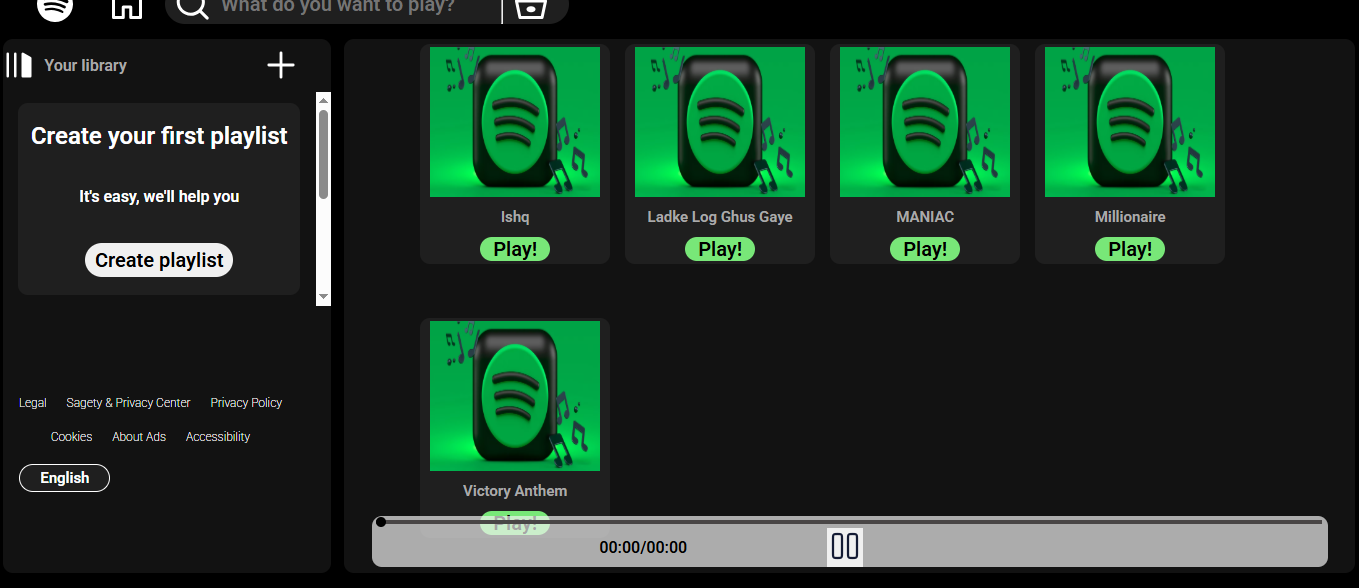 What do you want to play?
Your library
Create your first playlist
It's easy, we'll help you
Create playlist
Legal Sagety & Privacy Center Privacy Policy
Cookies About Ads Accessibility
English
Ishq Ladke Log Ghus Gaye MANIAC Millionaire
Play! Play! Play! Play!
Victory Anthem
Play!
00:00/00:00